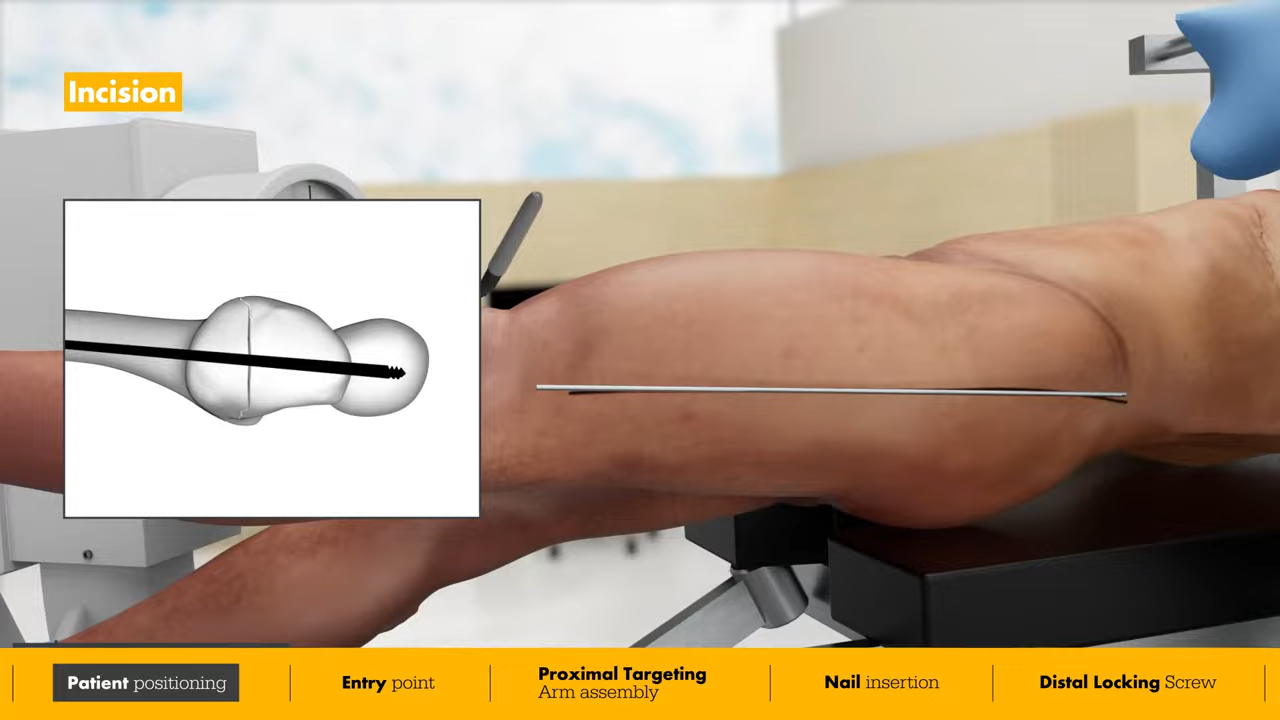 Incision
Patient positioning
Entry point
Proximal Targeting
Arm assembly
Nail insertion
Distal Locking Screw